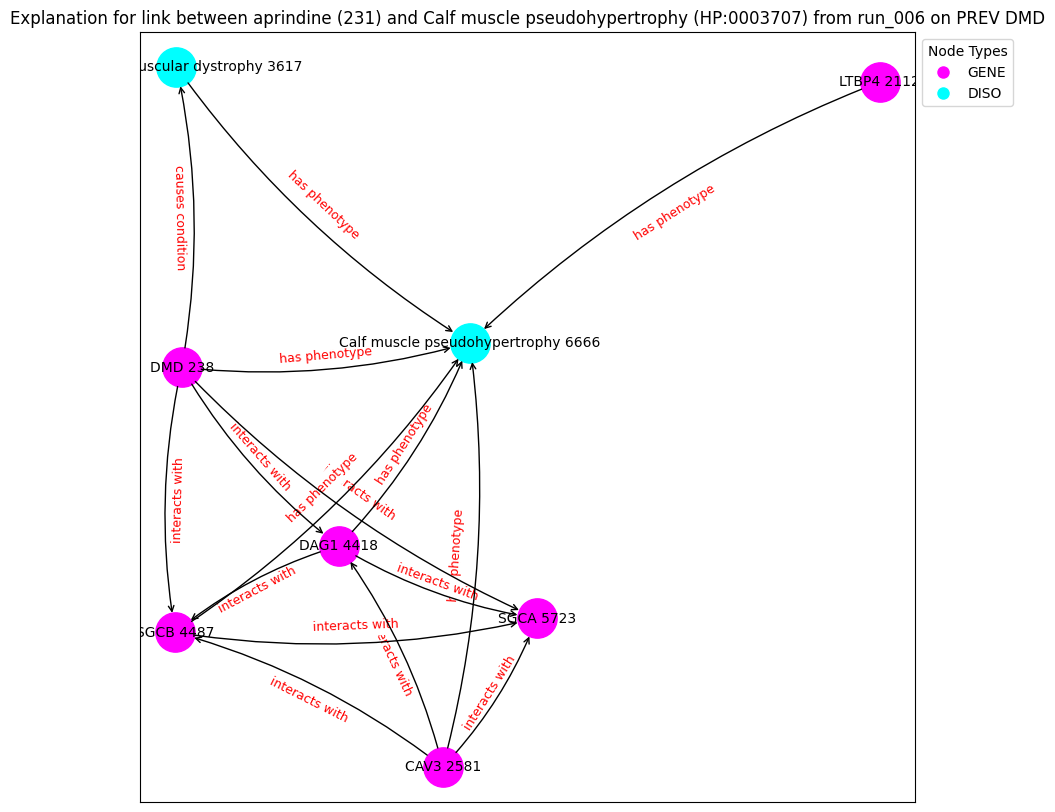 Explanation for link between aprindine (231) and Calf muscle pseudohypertrophy (HP:0003707) from run_006 on PREV DMD
Node Types
GENE
DISO
uscular dystrophy 3617
LTBP4 2112
has phenotype
has phenotype
causes condition
Calf muscle pseudohypertrophy 6666
has phenotype
DMD 238
has phenotype
interacts with
has phenotype
racts with
interacts with
phenotype
DAG1 4418
interacts with
interacts with
SGCA 5723
interacts with
SGCB 4487
racts with
interacts with
interacts with
CAV3 2581